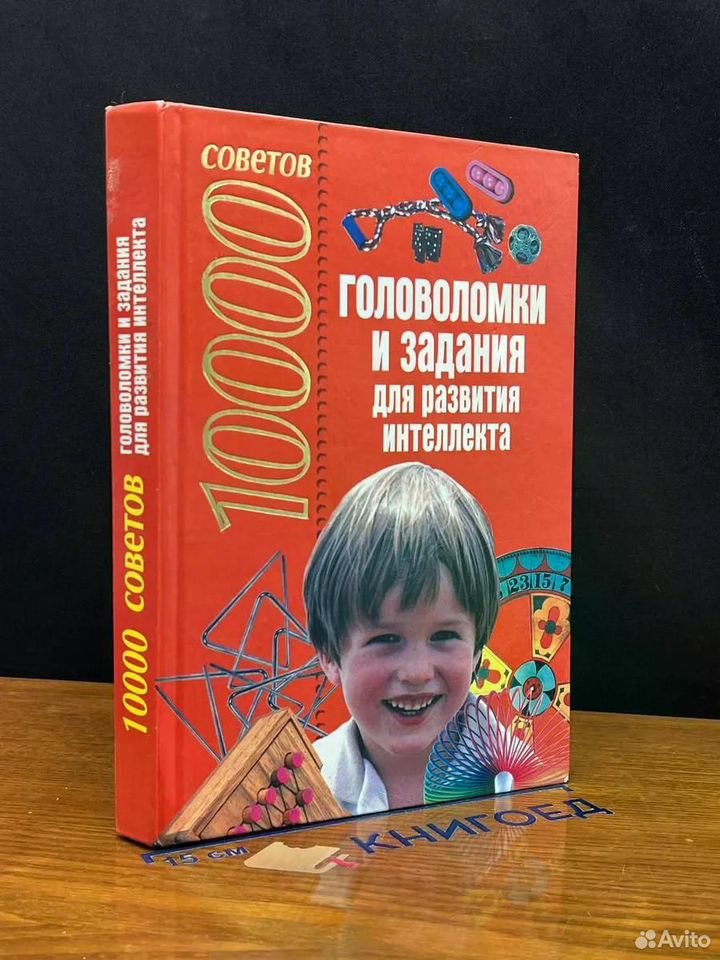 советов
10000
ГОЛОВОЛОМКИ
И ЗАДАНИЯ
ДЛЯ РАЗВИТИЯ
ИНТЕЛЛЕКТА
10000 советов
ГОЛОВОЛОМКИ И ЗАДАНИЯ
ДЛЯ РАЗВИТИЯ ИНТЕЛЛЕКТА
23 15 7
15 СМ
КНИГОЕД
Avito